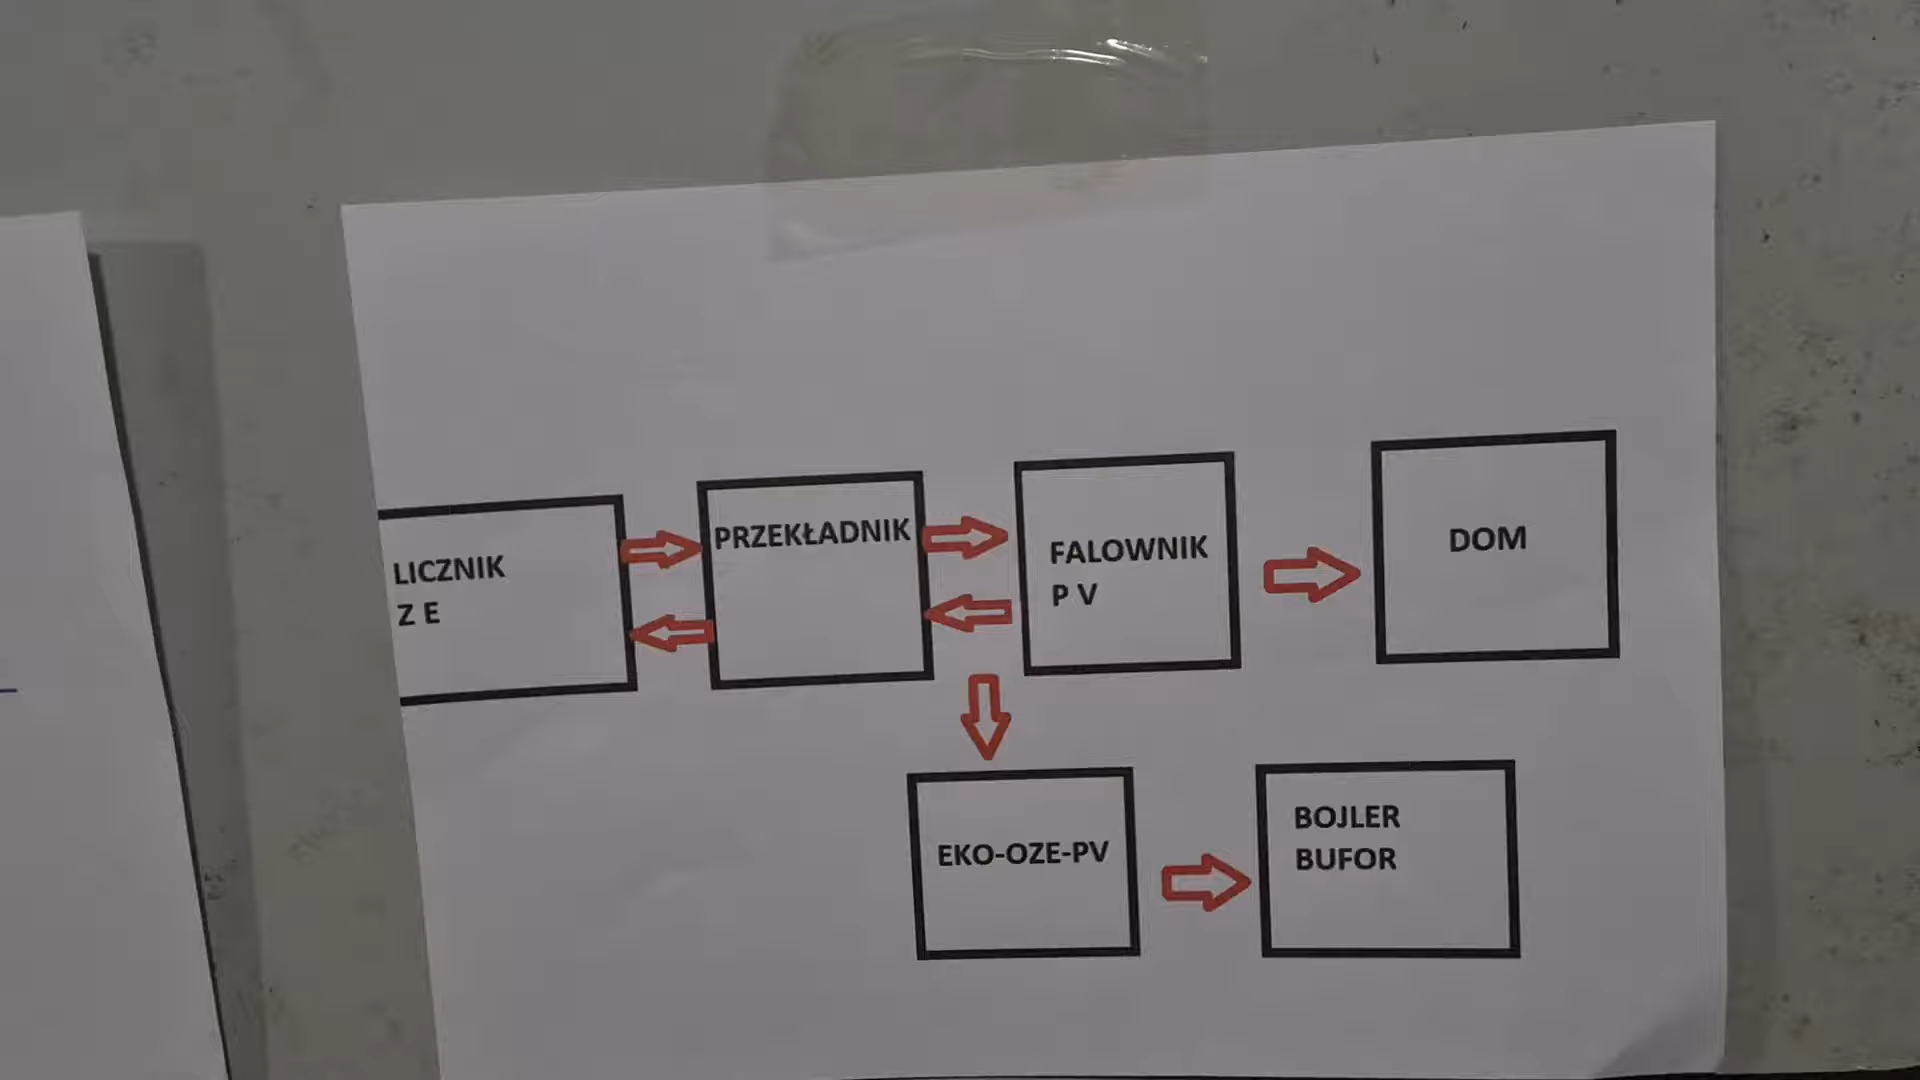 LICZNIK
Z E
PRZEKŁADNIK
FALOWNIK
P V
DOM
EKO-OZE-PV
BOJLER
BUFOR